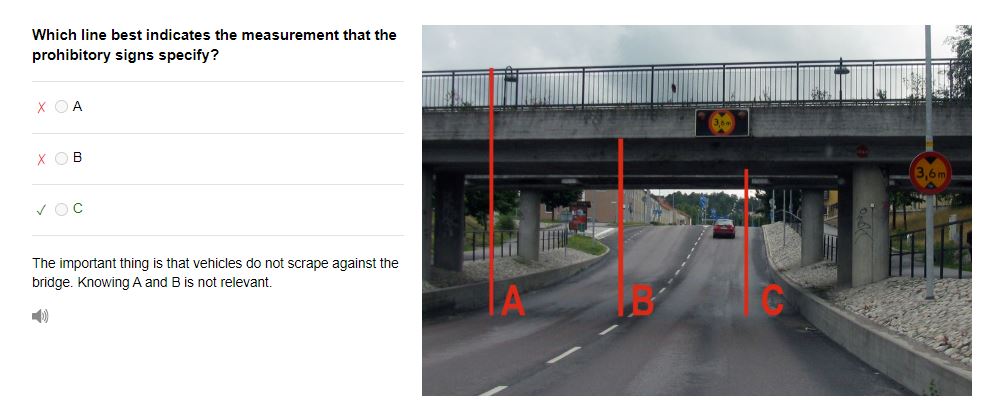 Which line best indicates the measurement that the
prohibitory signs specify?
A
B
C
The important thing is that vehicles do not scrape against the
bridge. Knowing A and B is not relevant.
3,6m
3,6m
A
B
C